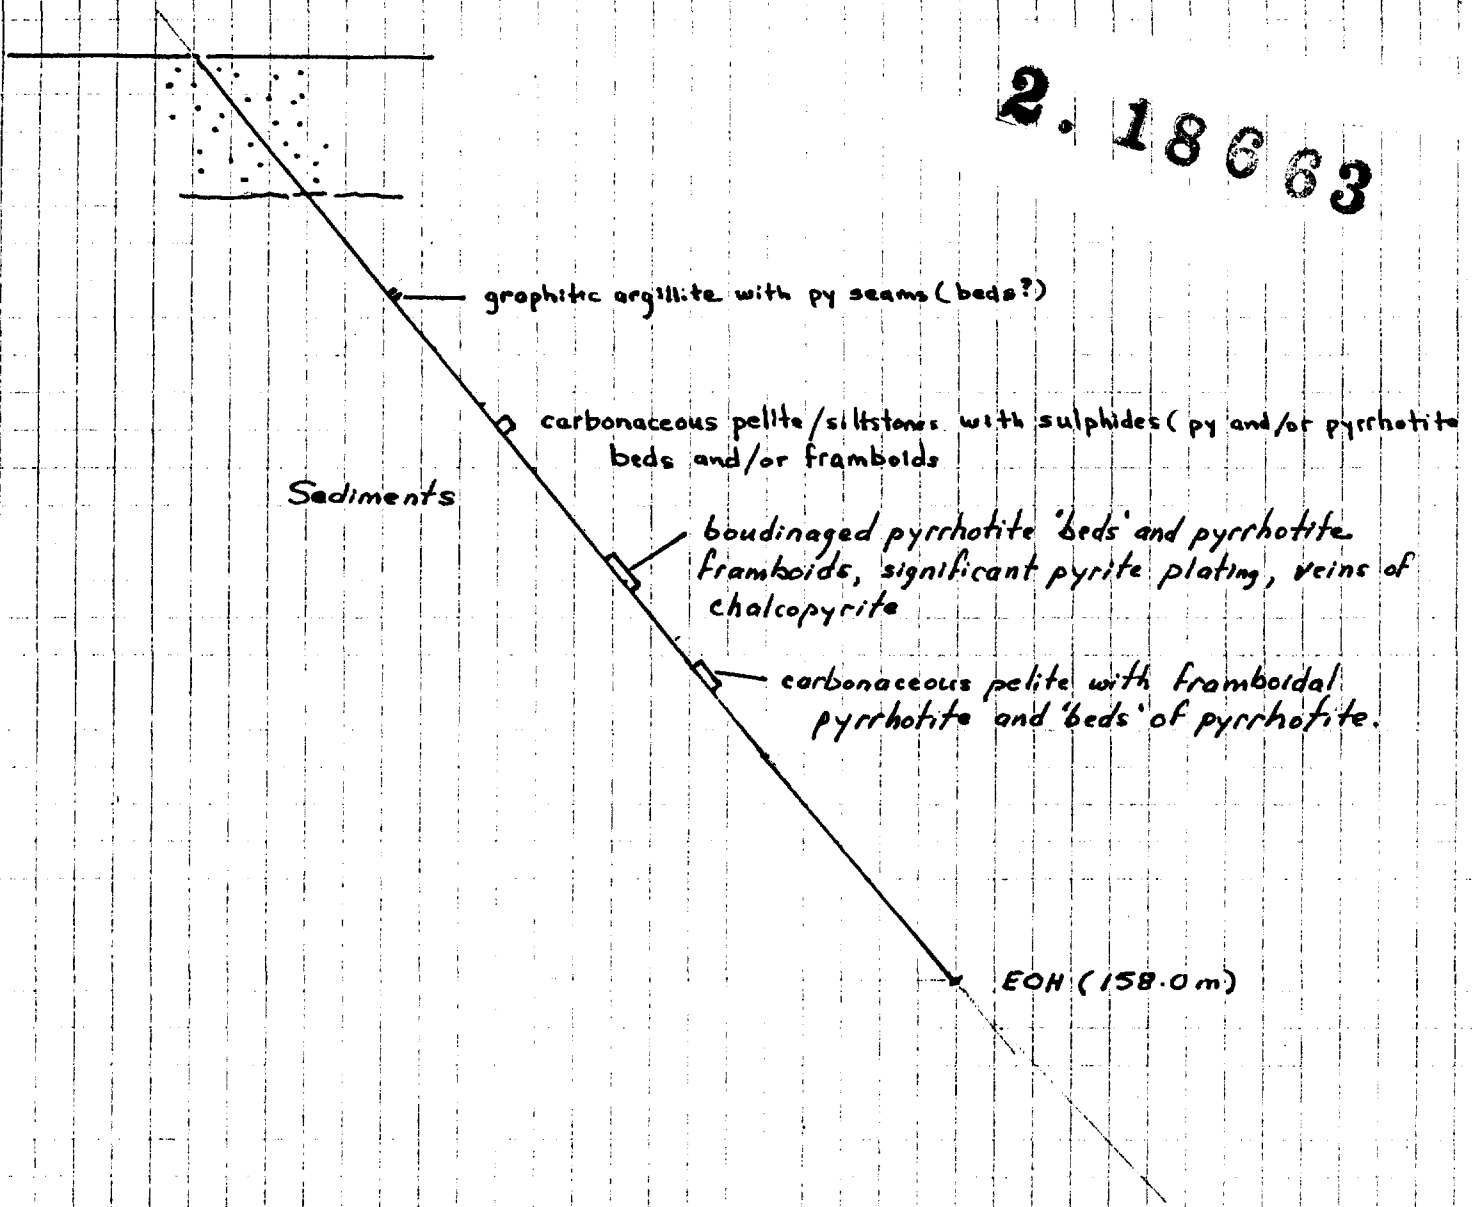 2. 18663
graphitic argillite with py seams (beds?)
carbonaceous pelite/siltstones with sulphides ( py and/or pyrrhotite
beds and/or framboids
Sediments
boudinaged pyrrhotite 'beds' and pyrrhotite
framboids, significant pyrite plating, veins of
chalcopyrite
carbonaceous pelite with framboidal
pyrrhotite and 'beds' of pyrrhotite.
EOH (158.0 m)